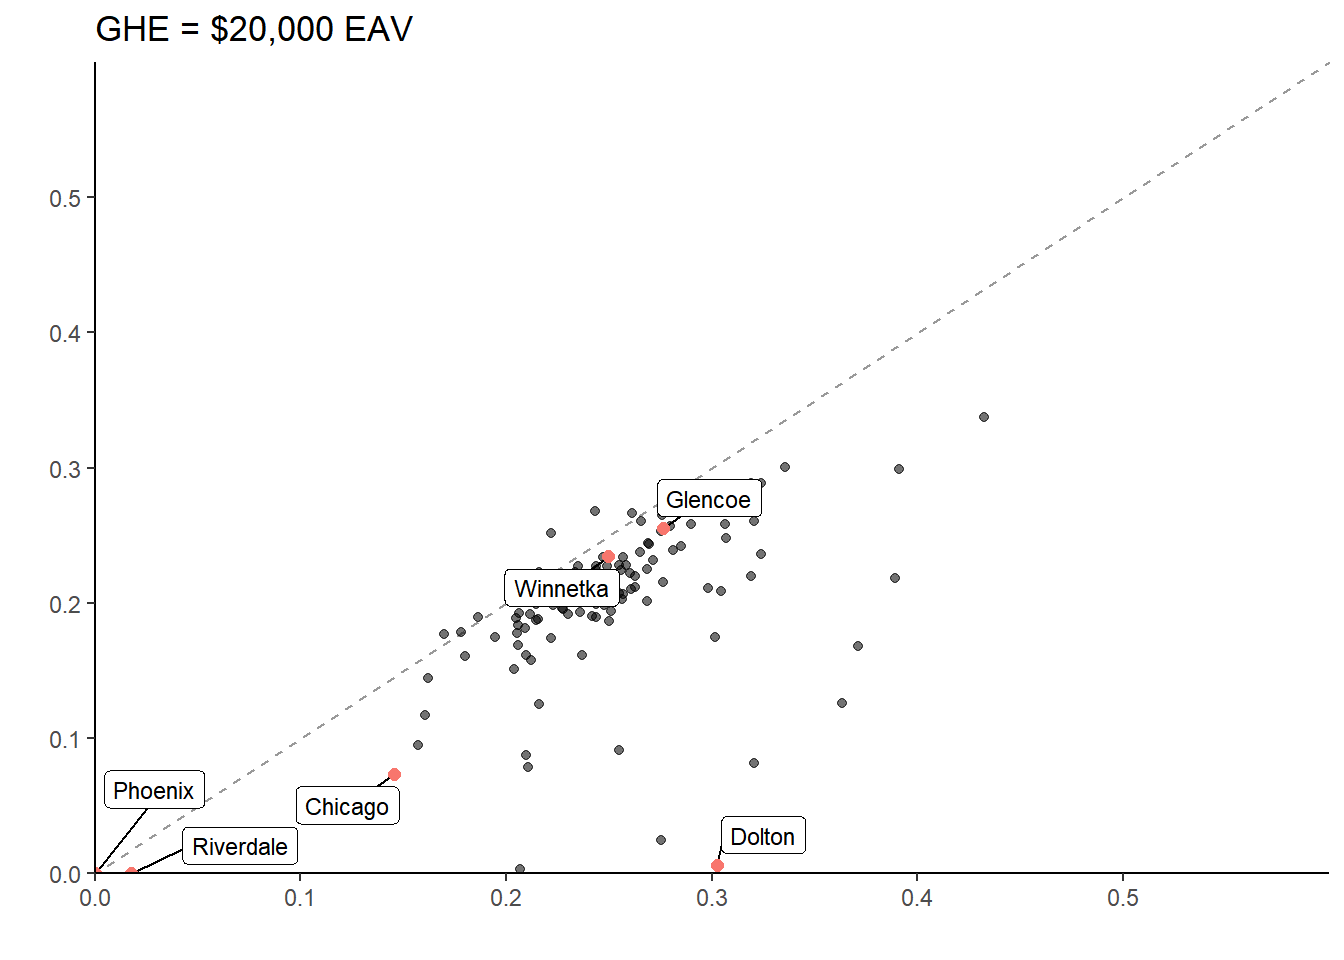 GHE = $20,000 EAV
0.5
0.4
0.3
Glencoe
0.2
Winnetka
0.1
Phoenix
Chicago
Riverdale
Dolton
0.0
0.0 0.1 0.2 0.3 0.4 0.5